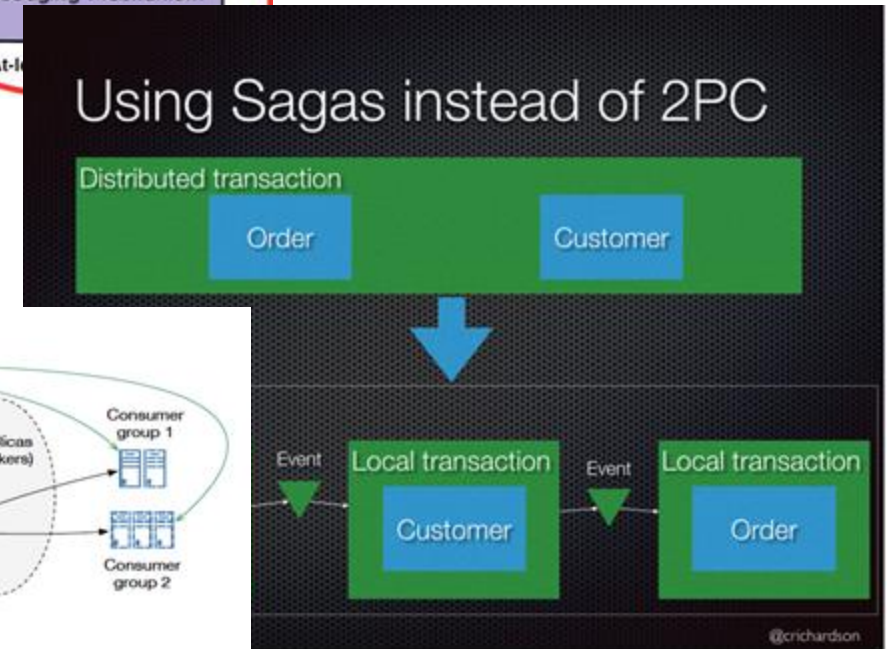 Using Sagas instead of 2PC
Distributed transaction
Order
Customer
Event
Local transaction
Customer
Event
Local transaction
Order
@crichardson
Consumer
group 1
Consumer
group 2